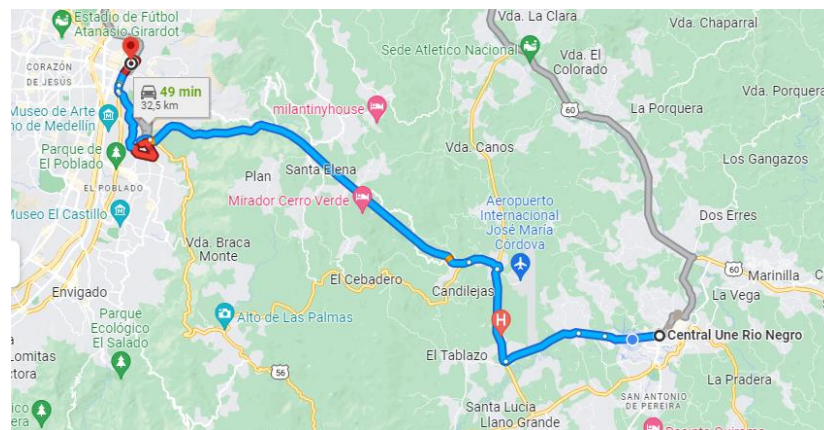 Estadio de Fútbol
Atanasio Girardot
CORAZÓN
DE JESÚS
Museo de Arte
no de Medellín
Parque de
El Poblado
EL POBLADO
Museo El Castillo
Envigado
Parque
Ecológico
El Salado
Lomitas
ctora
49 min
32,5 km
milantinyhouse
Plan
Santa Elena
Mirador Cerro Verde
Vda. Braca
Monte
El Cebadero
Alto de Las Palmas
56
Vda. La Clara
Vda. Chaparral
Sede Atletico Nacional
Vda. El
Colorado
Vda. Porquera
60
La Porquera
Vda. Canos
Los Gangazos
Aeropuerto
Internacional
José María
Córdova
Dos Erres
60
Marinilla
La Vega
Candilejas
H
Central Une Rio Negro
El Tablazo
La Pradera
SAN ANTONIO
DE PEREIRA
Santa Lucia
Llano Grande